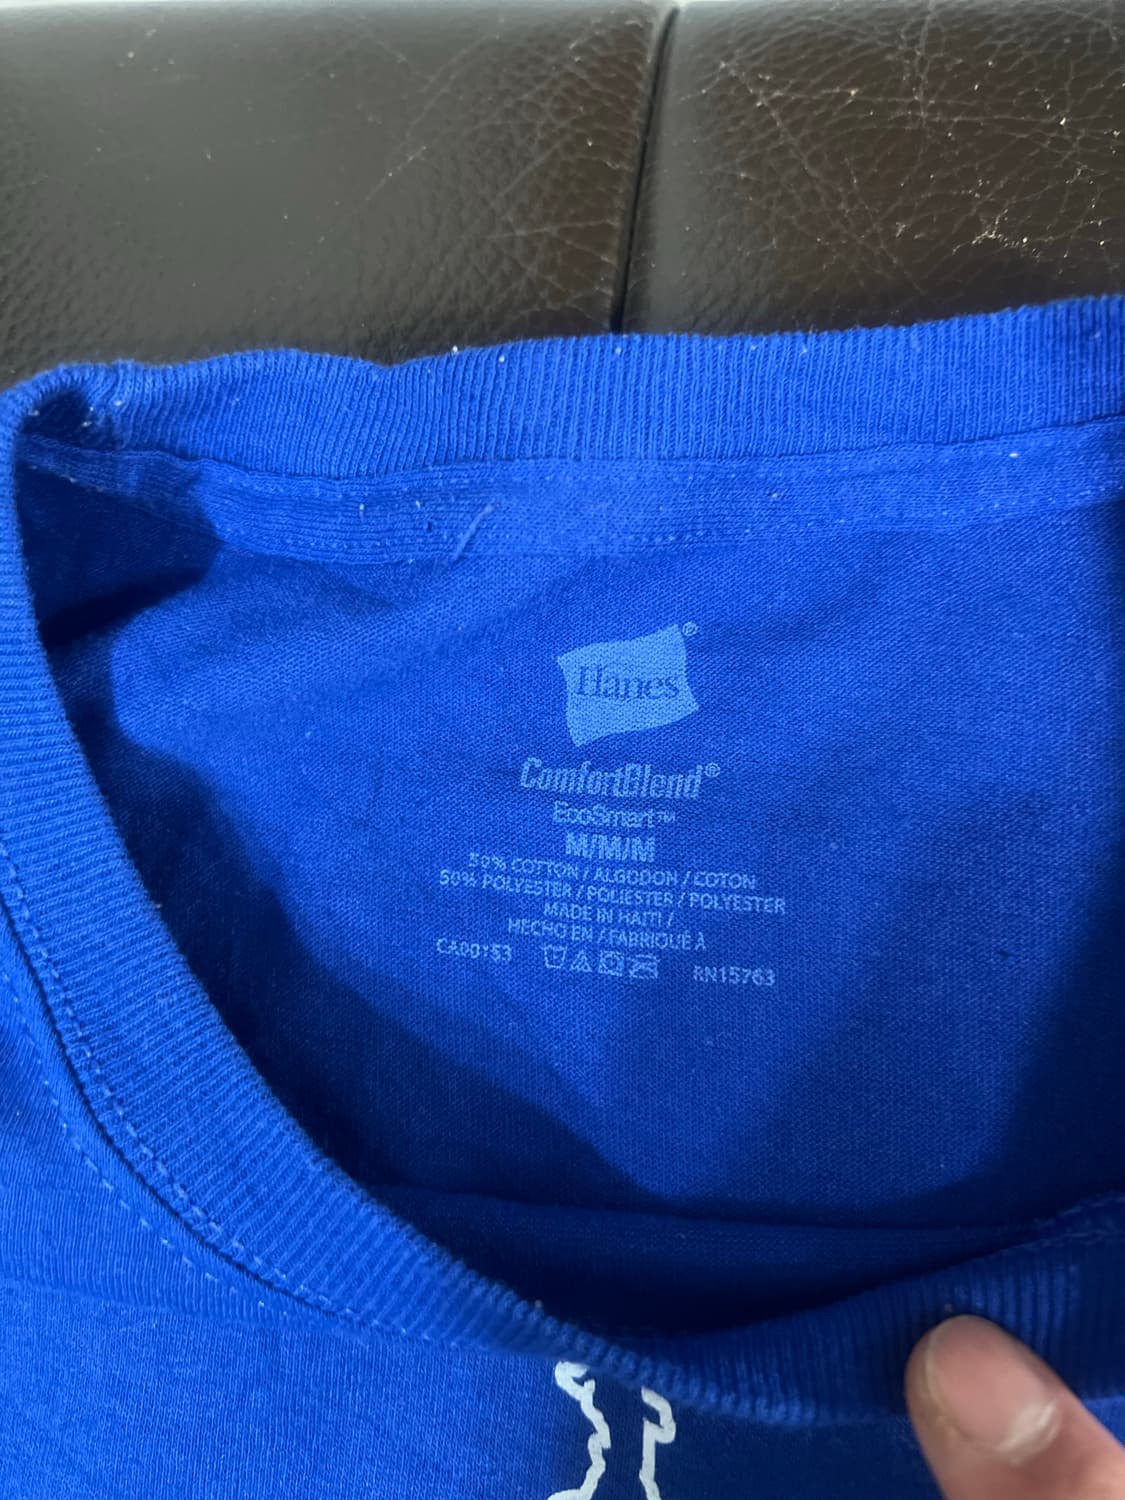 Hanes®
ComfortBlend®
EcoSmart™
M/M/M
50% COTTON / ALGODON / COTON
50% POLYESTER / POLIESTER / POLYESTER
MADE IN HAITI /
HECHO EN / FABRIQUÉ À
CA00153 RN15763